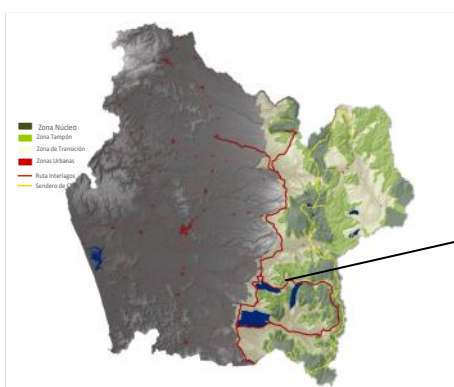 Zona Núcleo
Zona Tampón
Zona de Transición
Zonas Urbanas
Ruta Interlagos
Sendero de